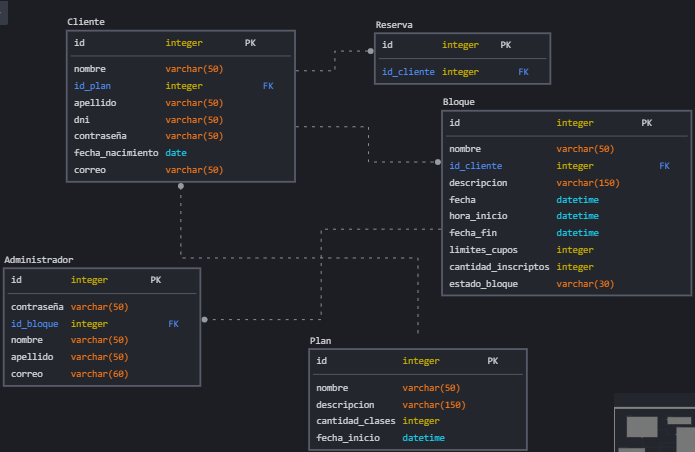 Cliente
id integer PK
nombre varchar(50)
id_plan integer FK
apellido varchar(50)
dni varchar(50)
contraseña varchar(50)
fecha_nacimiento date
correo varchar(50)
Reserva
id integer PK
id_cliente integer FK
Bloque
id integer PK
nombre varchar(50)
id_cliente integer FK
descripcion varchar(150)
fecha datetime
hora_inicio datetime
fecha_fin datetime
limites_cupos integer
cantidad_inscriptos integer
estado_bloque varchar(30)
Administrador
id integer PK
contraseña varchar(50)
id_bloque integer FK
nombre varchar(50)
apellido varchar(50)
correo varchar(60)
Plan
id integer PK
nombre varchar(50)
descripcion varchar(150)
cantidad_clases integer
fecha_inicio datetime